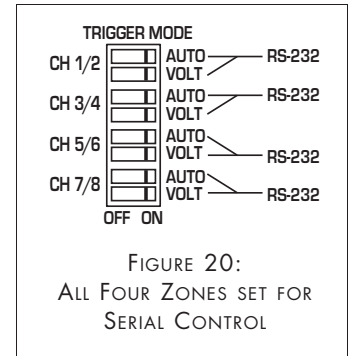 TRIGGER MODE
CH 1/2 AUTO RS-232
VOLT
CH 3/4 AUTO RS-232
VOLT
CH 5/6 AUTO
VOLT RS-232
CH 7/8 AUTO
VOLT RS-232
OFF ON
FIGURE 20:
ALL FOUR ZONES SET FOR
SERIAL CONTROL